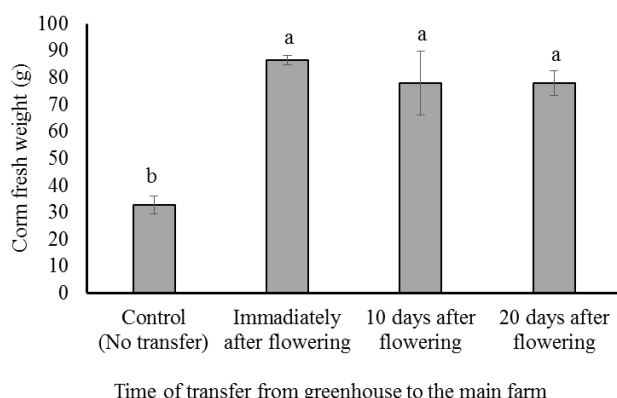 100
90
80
70
60
50
40
30
20
10
0
Corm fresh weight (g)
b
a
a
a
Control
(No transfer)
Immadiately
after flowering
10 days after
flowering
20 days after
flowering
Time of transfer from greenhouse to the main farm